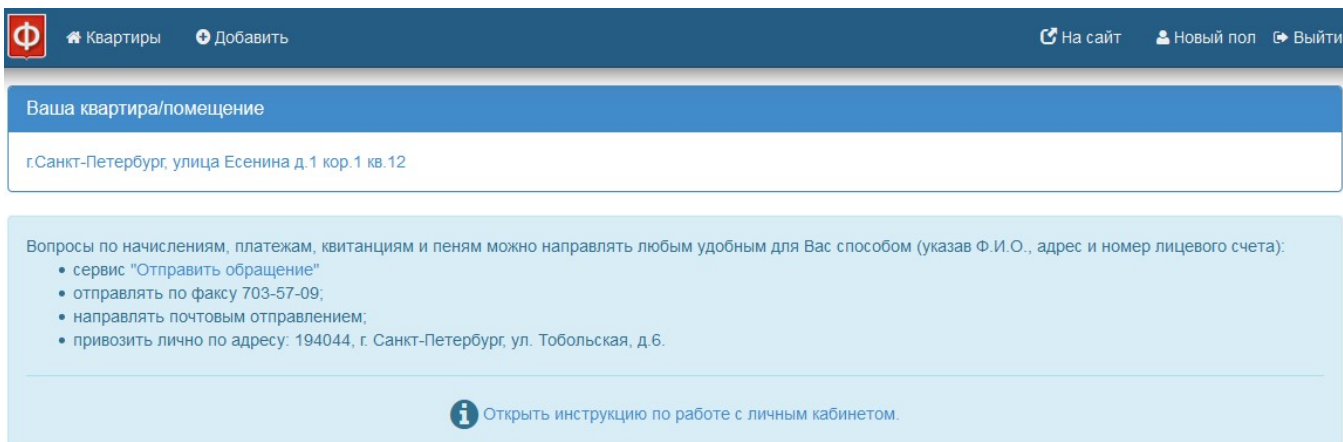 Ф Квартиры Добавить На сайт Новый пол Выйти
Ваша квартира/помещение
г.Санкт-Петербург, улица Есенина д.1 кор.1 кв.12
Вопросы по начислениям, платежам, квитанциям и пеням можно направлять любым удобным для Вас способом (указав Ф.И.О., адрес и номер лицевого счета):
• сервис "Отправить обращение"
• отправлять по факсу 703-57-09;
• направлять почтовым отправлением;
• привозить лично по адресу: 194044, г. Санкт-Петербург, ул. Тобольская, д.6.
Открыть инструкцию по работе с личным кабинетом.